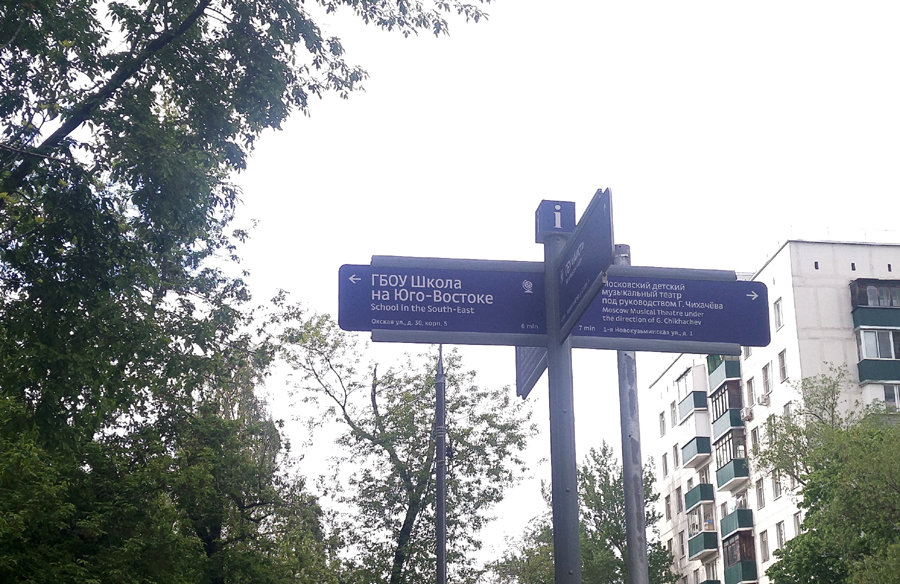 i
ГБОУ Школа
на Юго-Востоке
School in the South-East
Окская ул., д. 30, корп. 5
6 min
Московский детский
музыкальный театр
под руководством Г. Чихачёва
Moscow Musical Theatre under
the direction of G. Chikhachev
7 min
1-я Новокузьминская ул., д. 1